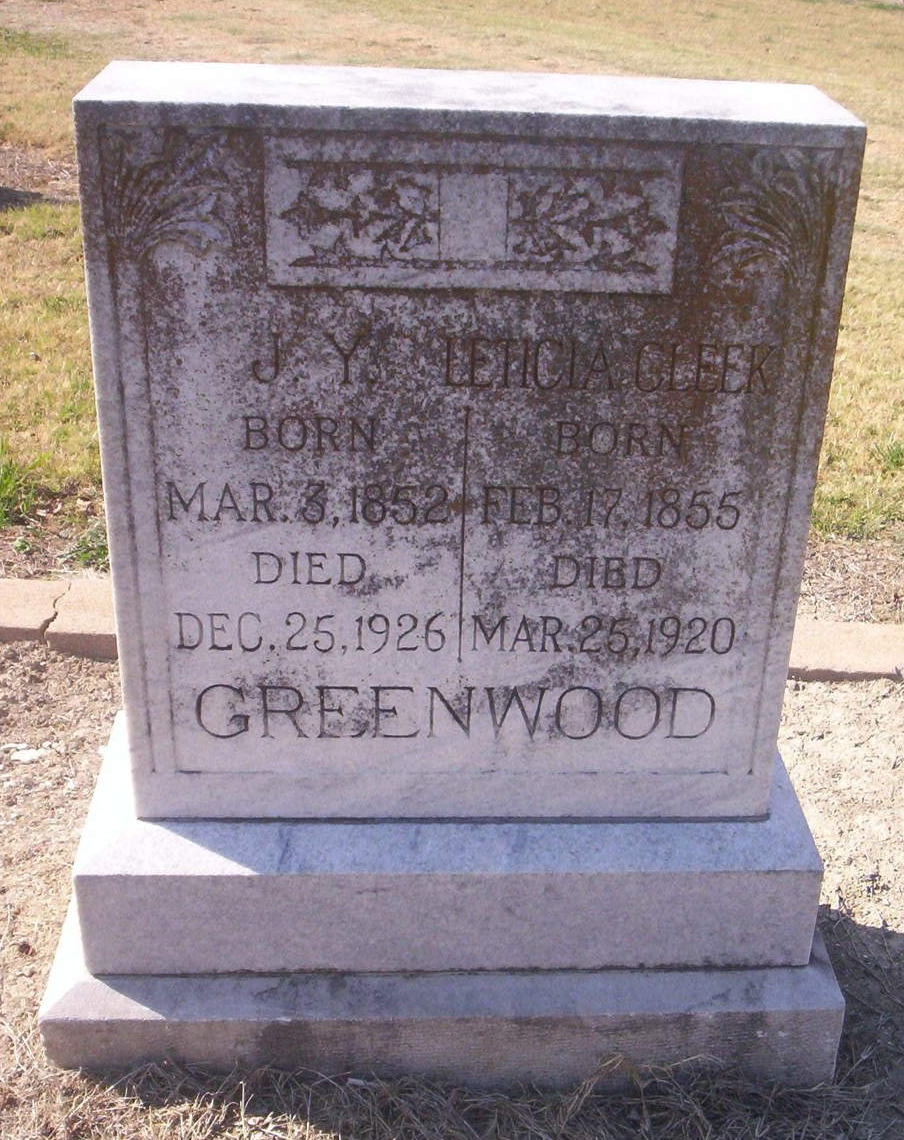 J. Y. LETICIA CLEEK
BORN BORN
MAR. 3, 1852 FEB. 17, 1855
DIED DIED
DEC. 25, 1926 MAR. 25, 1920
GREENWOOD